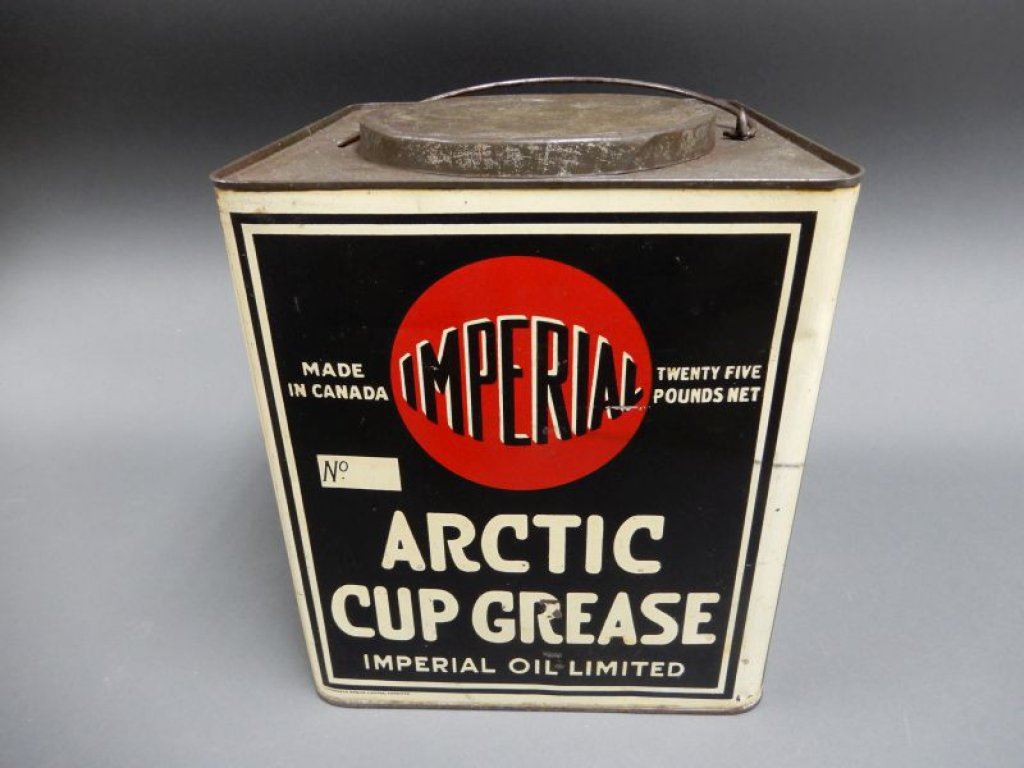 IMPERIAL
MADE
IN CANADA
TWENTY FIVE
POUNDS NET
Nº
ARCTIC
CUP GREASE
IMPERIAL OIL LIMITED